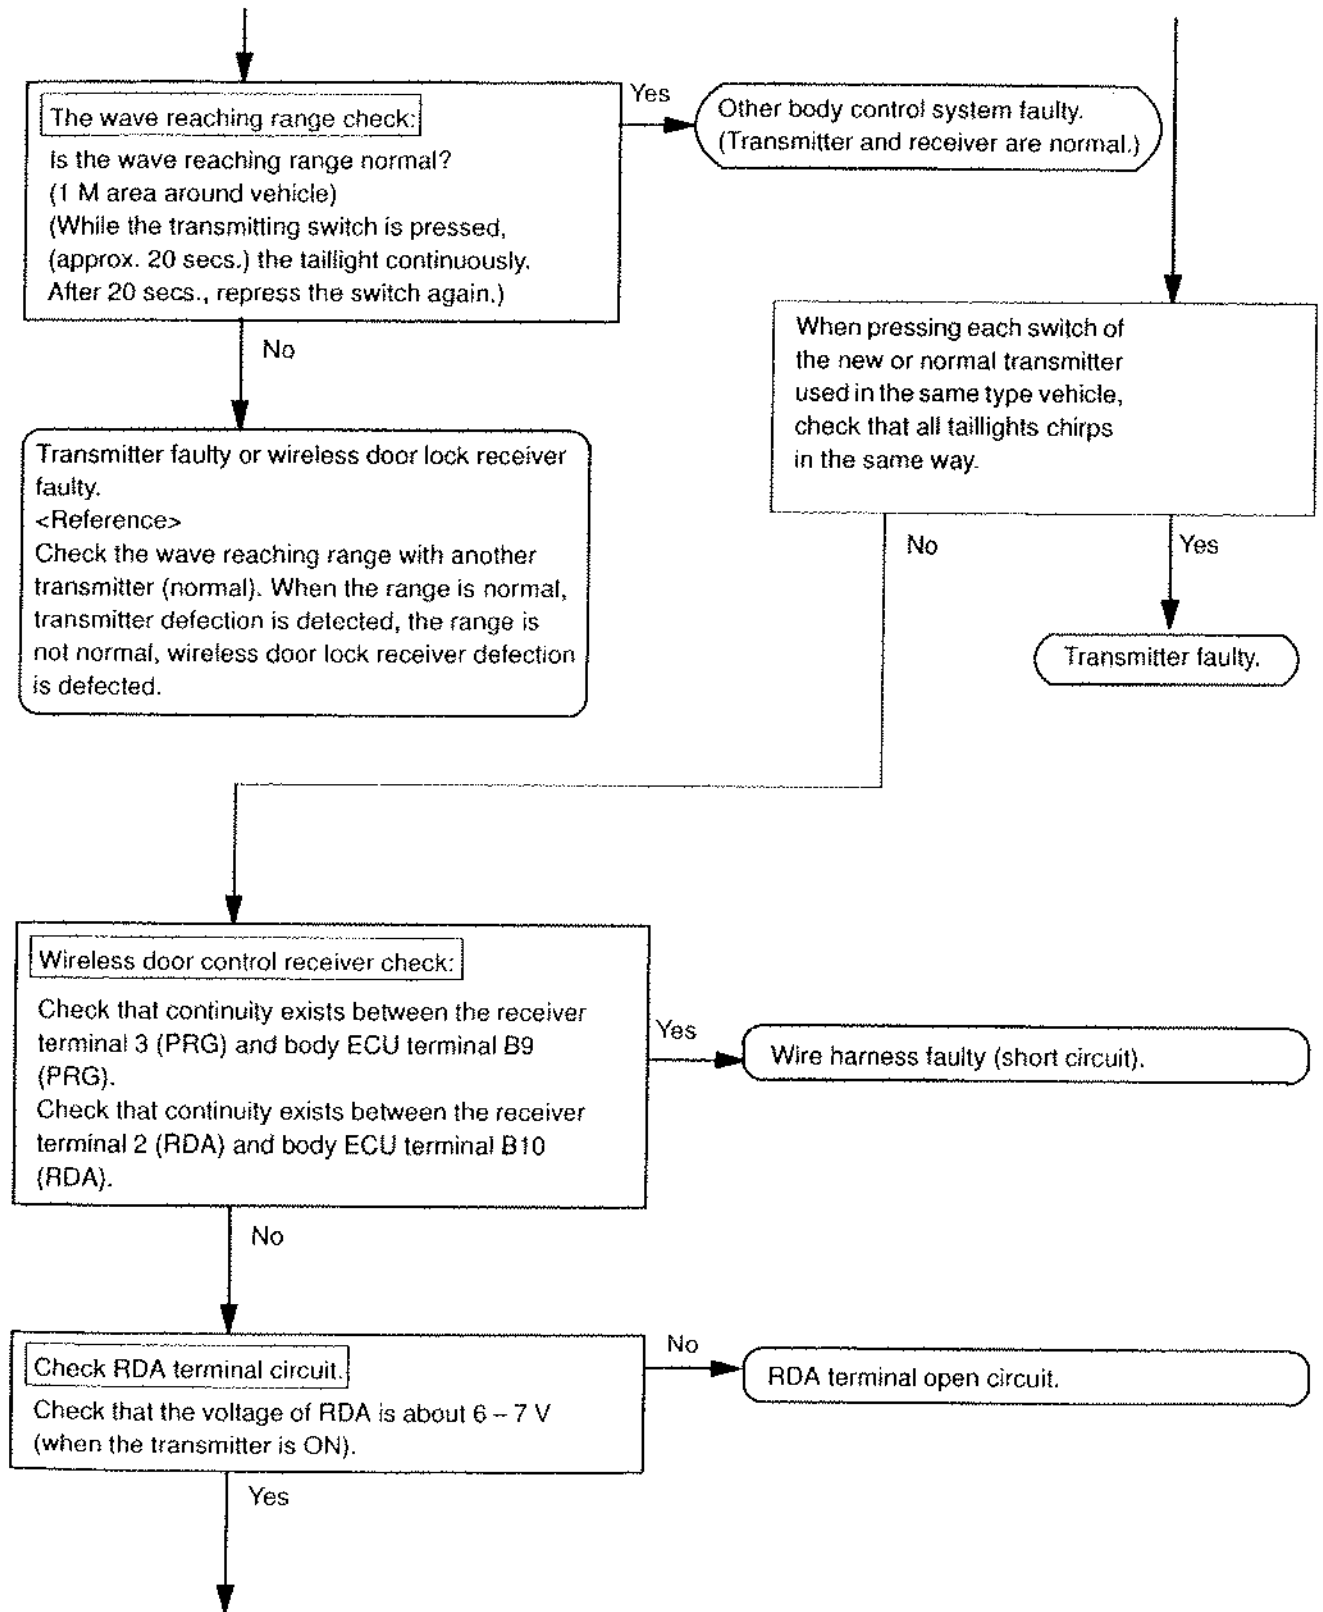 The wave reaching range check:
Is the wave reaching range normal?
(1 M area around vehicle)
(While the transmitting switch is pressed,
(approx. 20 secs.) the taillight continuously.
After 20 secs., repress the switch again.)
Yes
Other body control system faulty.
(Transmitter and receiver are normal.)
No
When pressing each switch of
the new or normal transmitter
used in the same type vehicle,
check that all taillights chirps
in the same way.
Transmitter faulty or wireless door lock receiver
faulty.
<Reference>
Check the wave reaching range with another
transmitter (normal). When the range is normal,
transmitter defection is detected, the range is
not normal, wireless door lock receiver defection
is defected.
No
Yes
Transmitter faulty.
Wireless door control receiver check:
Check that continuity exists between the receiver
terminal 3 (PRG) and body ECU terminal B9
(PRG).
Check that continuity exists between the receiver
terminal 2 (RDA) and body ECU terminal B10
(RDA).
Yes
Wire harness faulty (short circuit).
No
Check RDA terminal circuit.
Check that the voltage of RDA is about 6 – 7 V
(when the transmitter is ON).
No
RDA terminal open circuit.
Yes